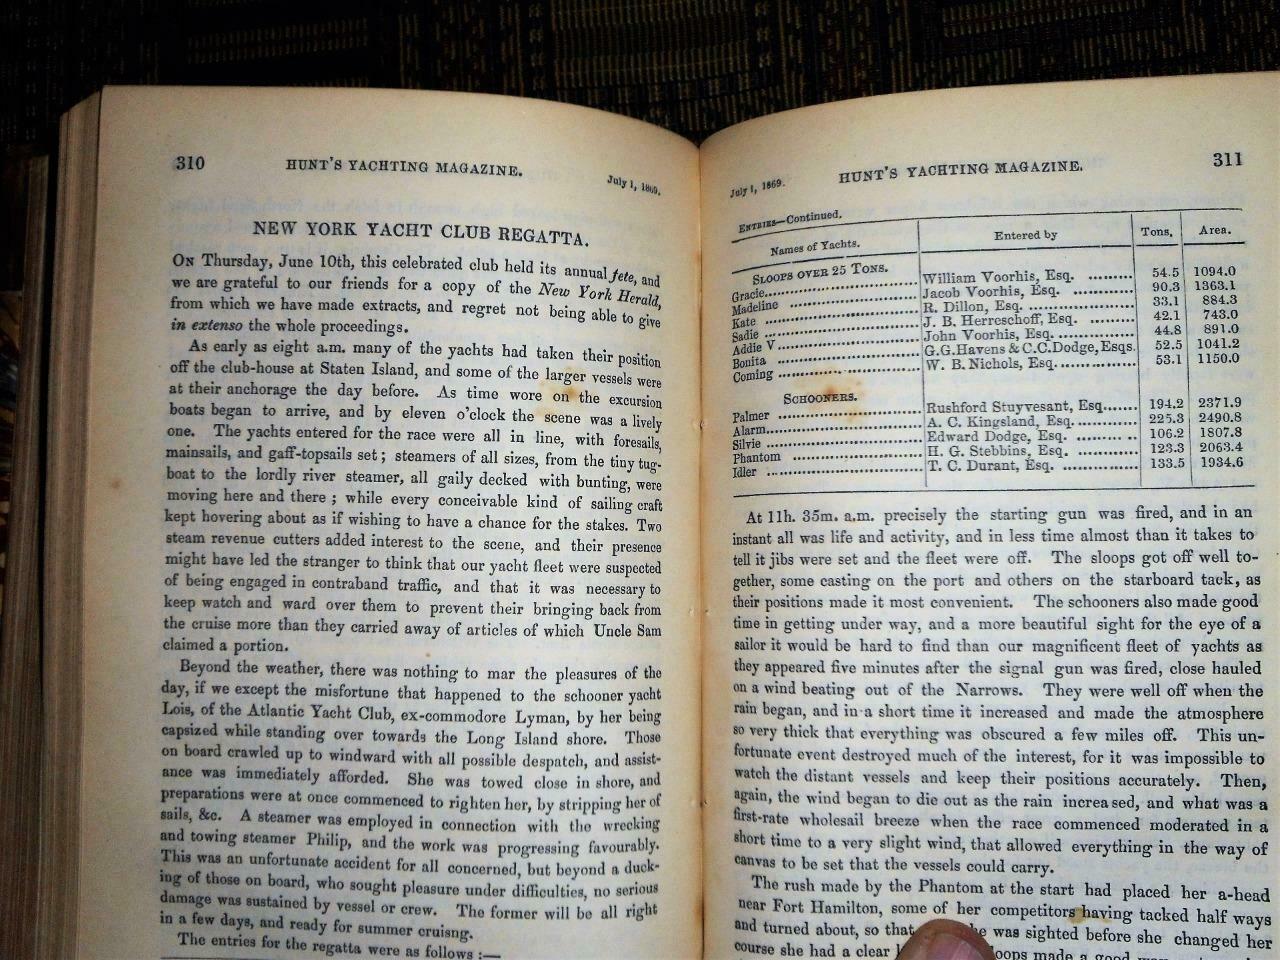 310
HUNT'S YACHTING MAGAZINE.
July 1, 1869.
NEW YORK YACHT CLUB REGATTA.
ON Thursday, June 10th, this celebrated club held its annual fete, and
we are grateful to our friends for a copy of the New York Herald,
from which we have made extracts, and regret not being able to give
in extenso the whole proceedings.
As early as eight a.m. many of the yachts had taken their position
off the club-house at Staten Island, and some of the larger vessels were
at their anchorage the day before. As time wore on the excursion
boats began to arrive, and by eleven o'clock the scene was a lively
one. The yachts entered for the race were all in line, with foresails,
mainsails, and gaff-topsails set; steamers of all sizes, from the tiny tug-
boat to the lordly river steamer, all gaily decked with bunting, were
moving here and there; while every conceivable kind of sailing craft
kept hovering about as if wishing to have a chance for the stakes. Two
steam revenue cutters added interest to the scene, and their presence
might have led the stranger to think that our yacht fleet were suspected
of being engaged in contraband traffic, and that it was necessary to
keep watch and ward over them to prevent their bringing back from
the cruise more than they carried away of articles of which Uncle Sam
claimed a portion.
Beyond the weather, there was nothing to mar the pleasures of the
day, if we except the misfortune that happened to the schooner yacht
Lois, of the Atlantic Yacht Club, ex-commodore Lyman, by her being
capsized while standing over towards the Long Island shore. Those
on board crawled up to windward with all possible despatch, and assist-
ance was immediately afforded. She was towed close in shore, and
preparations were at once commenced to righten her, by stripping her of
sails, &c. A steamer was employed in connection with the wrecking
and towing steamer Philip, and the work was progressing favourably.
This was an unfortunate accident for all concerned, but beyond a duck-
ing of those on board, who sought pleasure under difficulties, no serious
damage was sustained by vessel or crew. The former will be all right
in a few days, and ready for summer cruisng.
The entries for the regatta were as follows :—
July 1, 1869.
HUNT'S YACHTING MAGAZINE.
311
ENTRIES—Continued.
Names of Yachts. Entered by Tons. Area.
SLOOPS OVER 25 TONS.
Gracie William Voorhis, Esq. 54.5 1094.0
Madeline Jacob Voorhis, Esq. 90.3 1363.1
Kate R. Dillon, Esq. 33.1 884.3
Sadie J. B. Herreschoff, Esq. 42.1 743.0
Addie V John Voorhis, Esq. 44.8 891.0
Bonita G.G.Havens & C.C.Dodge, Esqs. 52.5 1041.2
Coming W. B. Nichols, Esq. 53.1 1150.0
SCHOONERS.
Palmer Rushford Stuyvesant, Esq. 194.2 2371.9
Alarm A. C. Kingsland, Esq. 225.3 2490.8
Silvie Edward Dodge, Esq. 106.2 1807.8
Phantom H. G. Stebbins, Esq. 123.3 2063.4
Idler T. C. Durant, Esq. 133.5 1934.6
At 11h. 35m. a.m. precisely the starting gun was fired, and in an
instant all was life and activity, and in less time almost than it takes to
tell it jibs were set and the fleet were off. The sloops got off well to-
gether, some casting on the port and others on the starboard tack, as
their positions made it most convenient. The schooners also made good
time in getting under way, and a more beautiful sight for the eye of a
sailor it would be hard to find than our magnificent fleet of yachts as
they appeared five minutes after the signal gun was fired, close hauled
on a wind beating out of the Narrows. They were well off when the
rain began, and in a short time it increased and made the atmosphere
so very thick that everything was obscured a few miles off. This un-
fortunate event destroyed much of the interest, for it was impossible to
watch the distant vessels and keep their positions accurately. Then,
again, the wind began to die out as the rain increased, and what was a
first-rate wholesail breeze when the race commenced moderated in a
short time to a very slight wind, that allowed everything in the way of
canvas to be set that the vessels could carry.
The rush made by the Phantom at the start had placed her a-head
near Fort Hamilton, some of her competitors having tacked half ways
and turned about, so that she was sighted before she changed her
course she had a clear sloops made a good